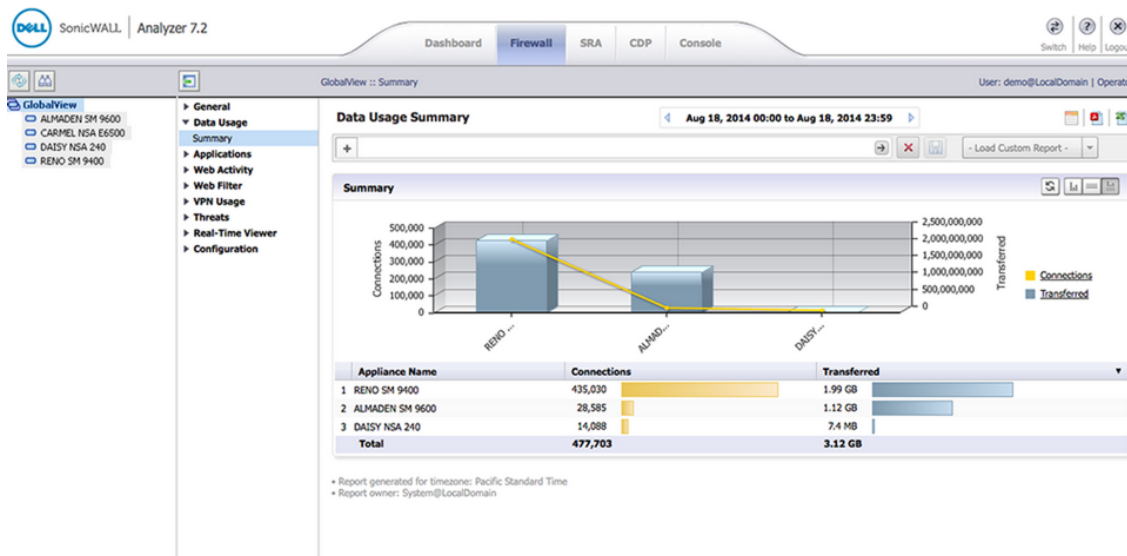 DELL SonicWALL | Analyzer 7.2
Dashboard Firewall SRA CDP Console
Switch Help Logou
GlobalView :: Summary
User: demo@LocalDomain | Operato
GlobalView
ALMADEN SM 9600
CARMEL NSA E6500
DAISY NSA 240
RENO SM 9400
General
Data Usage
Summary
Applications
Web Activity
Web Filter
VPN Usage
Threats
Real-Time Viewer
Configuration
Data Usage Summary
Aug 18, 2014 00:00 to Aug 18, 2014 23:59
+
- Load Custom Report -
Summary
Connections
500,000
400,000
300,000
200,000
100,000
0
2,500,000,000
2,000,000,000
1,500,000,000
1,000,000,000
500,000,000
0
Transferred
RENO ...
ALMAD...
DAISY...
Connections
Transferred
Appliance Name Connections Transferred
1 RENO SM 9400 435,030 1.99 GB
2 ALMADEN SM 9600 28,585 1.12 GB
3 DAISY NSA 240 14,088 7.4 MB
Total 477,703 3.12 GB
• Report generated for timezone: Pacific Standard Time
• Report owner: System@LocalDomain